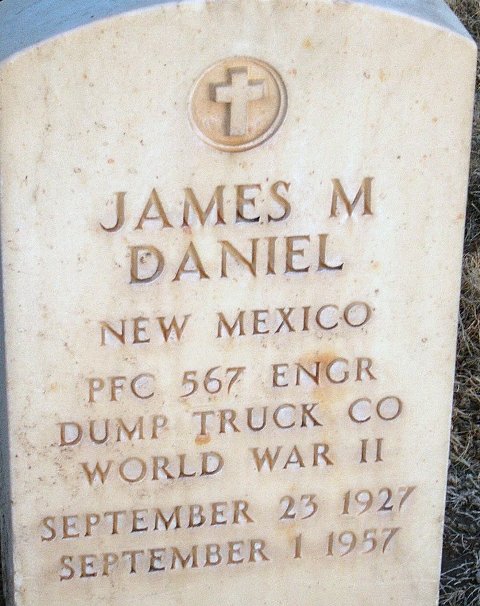 JAMES M
DANIEL
NEW MEXICO
PFC 567 ENGR
DUMP TRUCK CO
WORLD WAR II
SEPTEMBER 23 1927
SEPTEMBER 1 1957